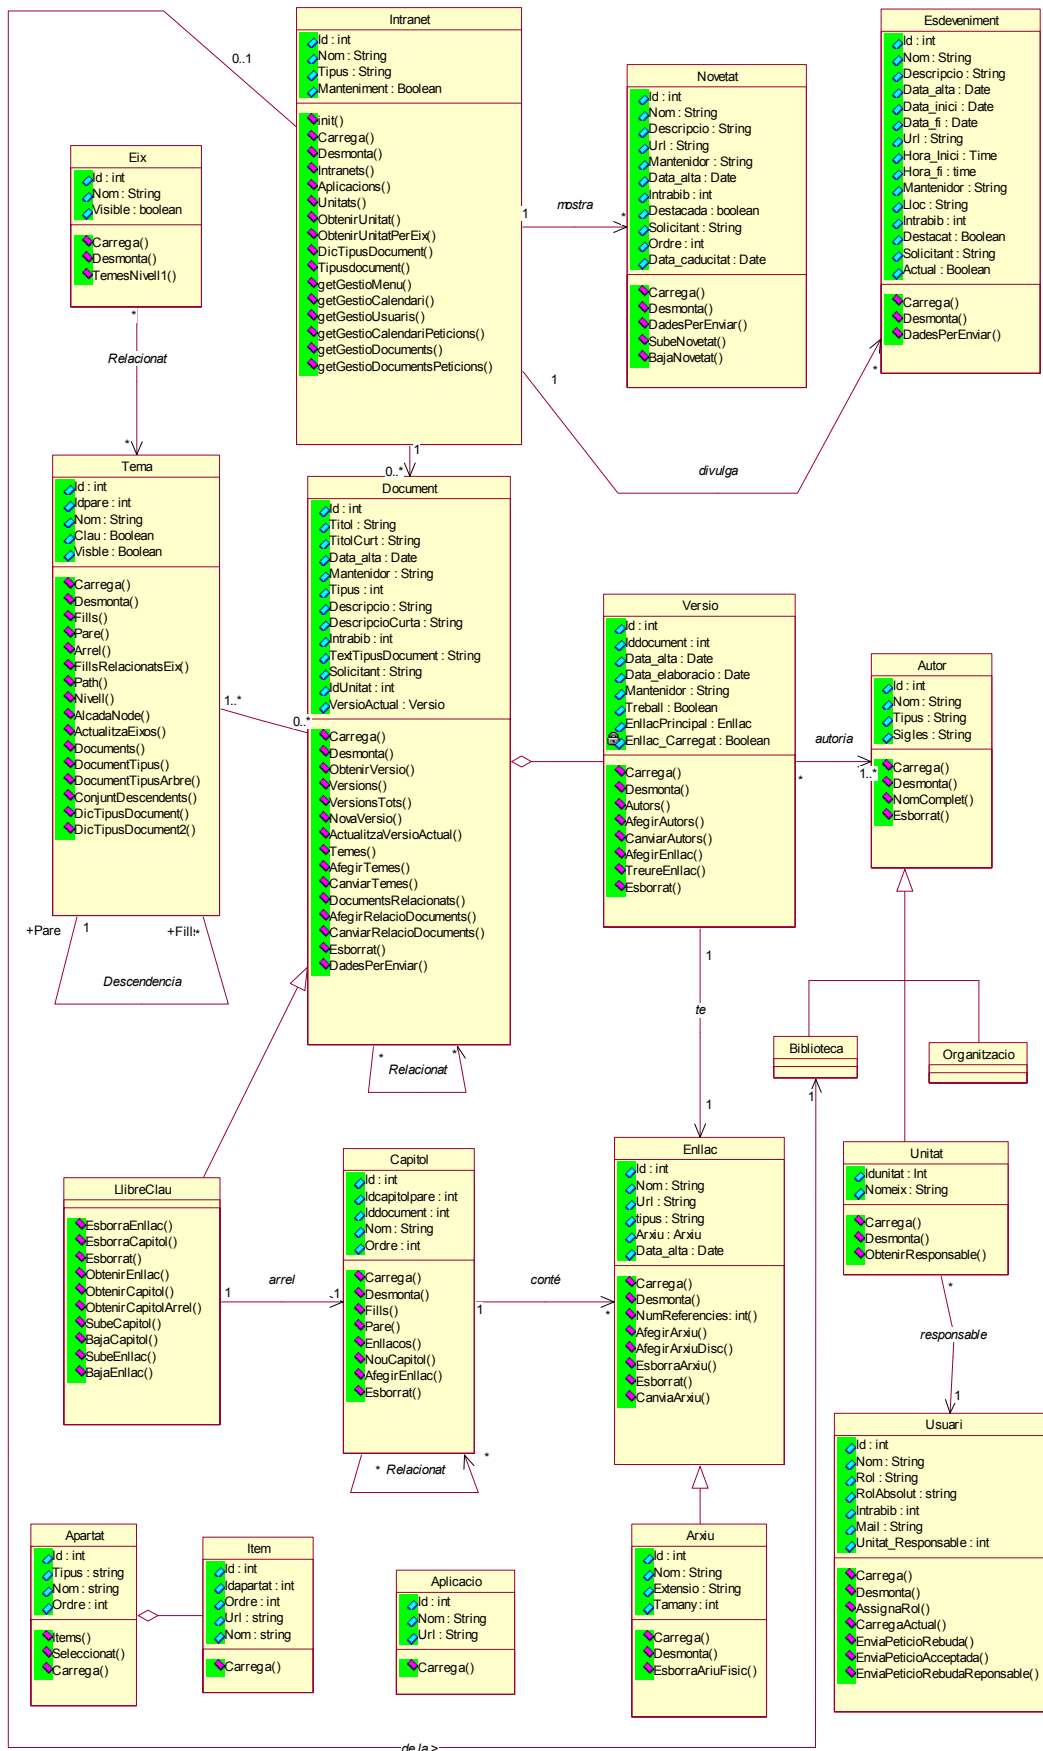 Intranet
Id : int
Nom : String
Tipus : String
Manteniment : Boolean
init()
Carrega()
Desmonta()
Intranets()
Aplicacions()
Unitats()
ObtenirUnitat()
ObtenirUnitatPerEix()
DicTipusDocument()
Tipusdocument()
getGestioMenu()
getGestioCalendari()
getGestioUsuaris()
getGestioCalendariPeticions()
getGestioDocuments()
getGestioDocumentsPeticions()
0..1
Esdeveniment
Id : int
Nom : String
Descripcio : String
Data_alta : Date
Data_inici : Date
Data_fi : Date
Url : String
Hora_Inici : Time
Hora_fi : time
Mantenidor : String
Lloc : String
Intrabib : int
Destacat : Boolean
Solicitant : String
Actual : Boolean
Carrega()
Desmonta()
DadesPerEnviar()
Novetat
Id : int
Nom : String
Descripcio : String
Url : String
Mantenidor : String
Data_alta : Date
Intrabib : int
Destacada : boolean
Solicitant : String
Ordre : int
Data_caducitat : Date
Carrega()
Desmonta()
DadesPerEnviar()
SubeNovetat()
BajaNovetat()
1
mostra
*
1
divulga
*
Eix
Id : int
Nom : String
Visible : boolean
Carrega()
Desmonta()
TemesNivell1()
*
Relacionat
*
1
0..*
Tema
Id : int
Idpare : int
Nom : String
Clau : Boolean
Visble : Boolean
Carrega()
Desmonta()
Fills()
Pare()
Arrel()
FillsRelacionatsEix()
Path()
Nivell()
AlcadaNode()
ActualitzaEixos()
Documents()
DocumentTipus()
DocumentTipusArbre()
ConjuntDescendents()
DicTipusDocument()
DicTipusDocument2()
+Pare
1
+Fills
*
Descendencia
1..*
0..*
Document
Id : int
Titol : String
TitolCurt : String
Data_alta : Date
Mantenidor : String
Tipus : int
Descripcio : String
DescripcioCurta : String
Intrabib : int
TextTipusDocument : String
Solicitant : String
IdUnitat : int
VersioActual : Versio
Carrega()
Desmonta()
ObtenirVersio()
Versions()
VersionsTots()
NovaVersio()
ActualitzaVersioActual()
Temes()
AfegirTemes()
CanviarTemes()
DocumentsRelacionats()
AfegirRelacioDocuments()
CanviarRelacioDocuments()
Esborrat()
DadesPerEnviar()
*
*
Relacionat
Versio
Id : int
Iddocument : int
Data_alta : Date
Data_elaboracio : Date
Mantenidor : String
Treball : Boolean
EnllacPrincipal : Enllac
Enllac_Carregat : Boolean
Carrega()
Desmonta()
Autors()
AfegirAutors()
CanviarAutors()
AfegirEnllac()
TreureEnllac()
Esborrat()
autoria
*
1..*
Autor
Id : int
Nom : String
Tipus : String
Sigles : String
Carrega()
Desmonta()
NomComplet()
Esborrat()
1
te
1
Biblioteca
Organitzacio
1
Unitat
Idunitat : Int
Nomeix : String
Carrega()
Desmonta()
ObtenirResponsable()
*
responsable
1
LlibreClau
EsborraEnllac()
EsborraCapitol()
Esborrat()
ObtenirEnllac()
ObtenirCapitol()
ObtenirCapitolArrel()
SubeCapitol()
BajaCapitol()
SubeEnllac()
BajaEnllac()
1
arrel
1
Capitol
Id : int
Idcapitolpare : int
Iddocument : int
Nom : String
Ordre : int
Carrega()
Desmonta()
Fills()
Pare()
Enllacos()
NouCapitol()
AfegirEnllac()
Esborrat()
* Relacionat
*
1
conté
*
Enllac
Id : int
Nom : String
Url : String
tipus : String
Arxiu : Arxiu
Data_alta : Date
Carrega()
Desmonta()
NumReferencies: int()
AfegirArxiu()
AfegirArxiuDisc()
EsborraArxiu()
Esborrat()
CanviaArxiu()
Usuari
Id : int
Nom : String
Rol : String
RolAbsolut : string
Intrabib : int
Mail : String
Unitat_Responsable : int
Carrega()
Desmonta()
AssignaRol()
CarregaActual()
EnviaPeticioRebuda()
EnviaPeticioAcceptada()
EnviaPeticioRebudaReponsable()
Apartat
Id : int
Tipus : string
Nom : string
Ordre : int
Items()
Seleccionat()
Carrega()
Item
Id : int
Idapartat : int
Ordre : int
Url : string
Nom : string
Carrega()
Aplicacio
Id : int
Nom : String
Url : String
Carrega()
Arxiu
Id : int
Nom : String
Extensio : String
Tamany : int
Carrega()
Desmonta()
EsborraAriuFisic()
de la >